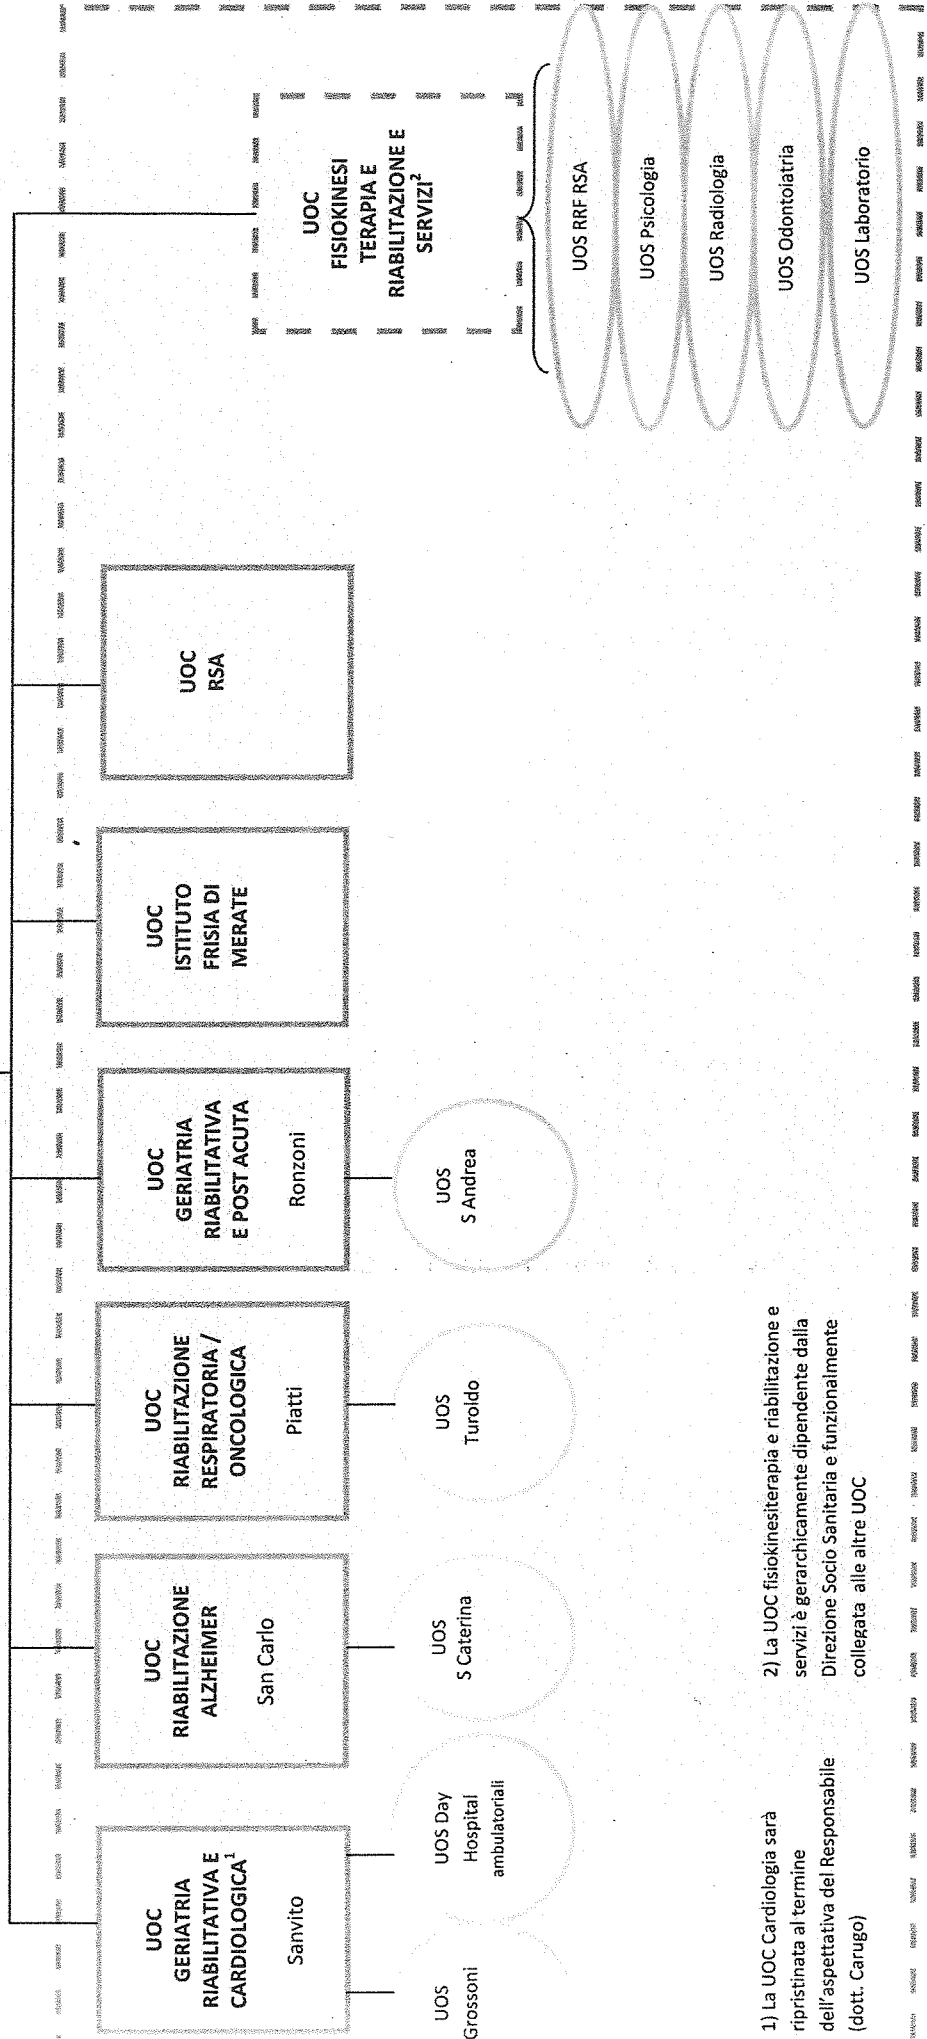 UOC
GERIATRIA
RIABILITATIVA E
CARDIOLOGICA¹
Sanvito
UOS
Grossoni
UOS Day
Hospital
ambulatoriali
UOC
RIABILITAZIONE
ALZHEIMER
San Carlo
UOS
S Caterina
UOC
RIABILITAZIONE
RESPIRATORIA /
ONCOLOGICA
Piatti
UOS
Turoldo
UOC
GERIATRIA
RIABILITATIVA
E POST ACUTA
Ronzoni
UOS
S Andrea
UOC
ISTITUTO
FRISIA DI
MERATE
UOC
RSA
UOC
FISIOKINESI
TERAPIA E
RIABILITAZIONE E
SERVIZI²
UOS RRF RSA
UOS Psicologia
UOS Radiologia
UOS Odontoiatria
UOS Laboratorio
1) La UOC Cardiologia sarà
ripristinata al termine
dell'aspettativa del Responsabile
(dott. Carugo)
2) La UOC fisiokinesiterapia e riabilitazione e
servizi è gerarchicamente dipendente dalla
Direzione Socio Sanitaria e funzionalmente
collegata alle altre UOC